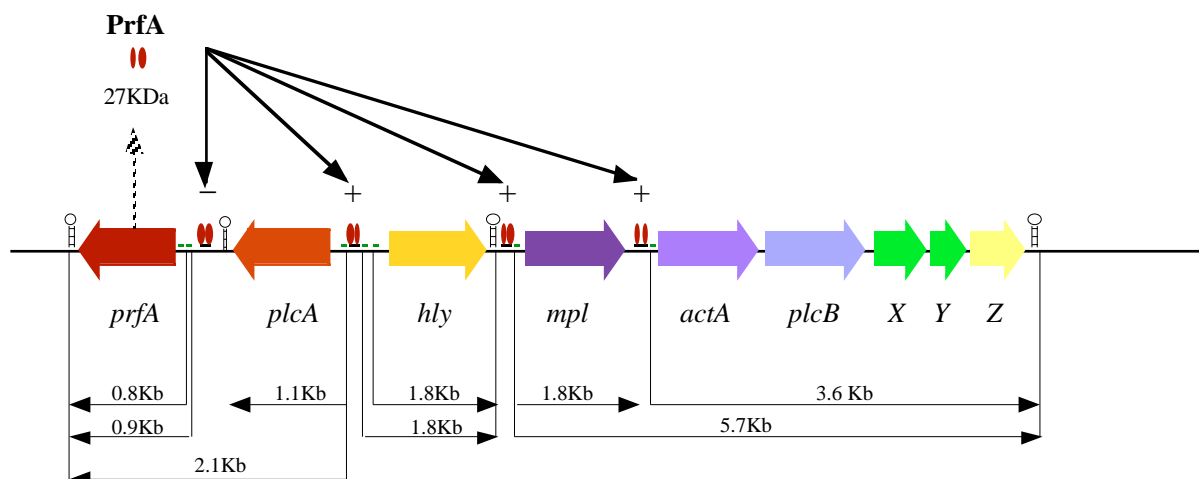 PrfA
27KDa
− + + +
prfA plcA hly mpl actA plcB X Y Z
0.8Kb 1.1Kb 1.8Kb 1.8Kb 3.6 Kb
0.9Kb 1.8Kb 5.7Kb
2.1Kb